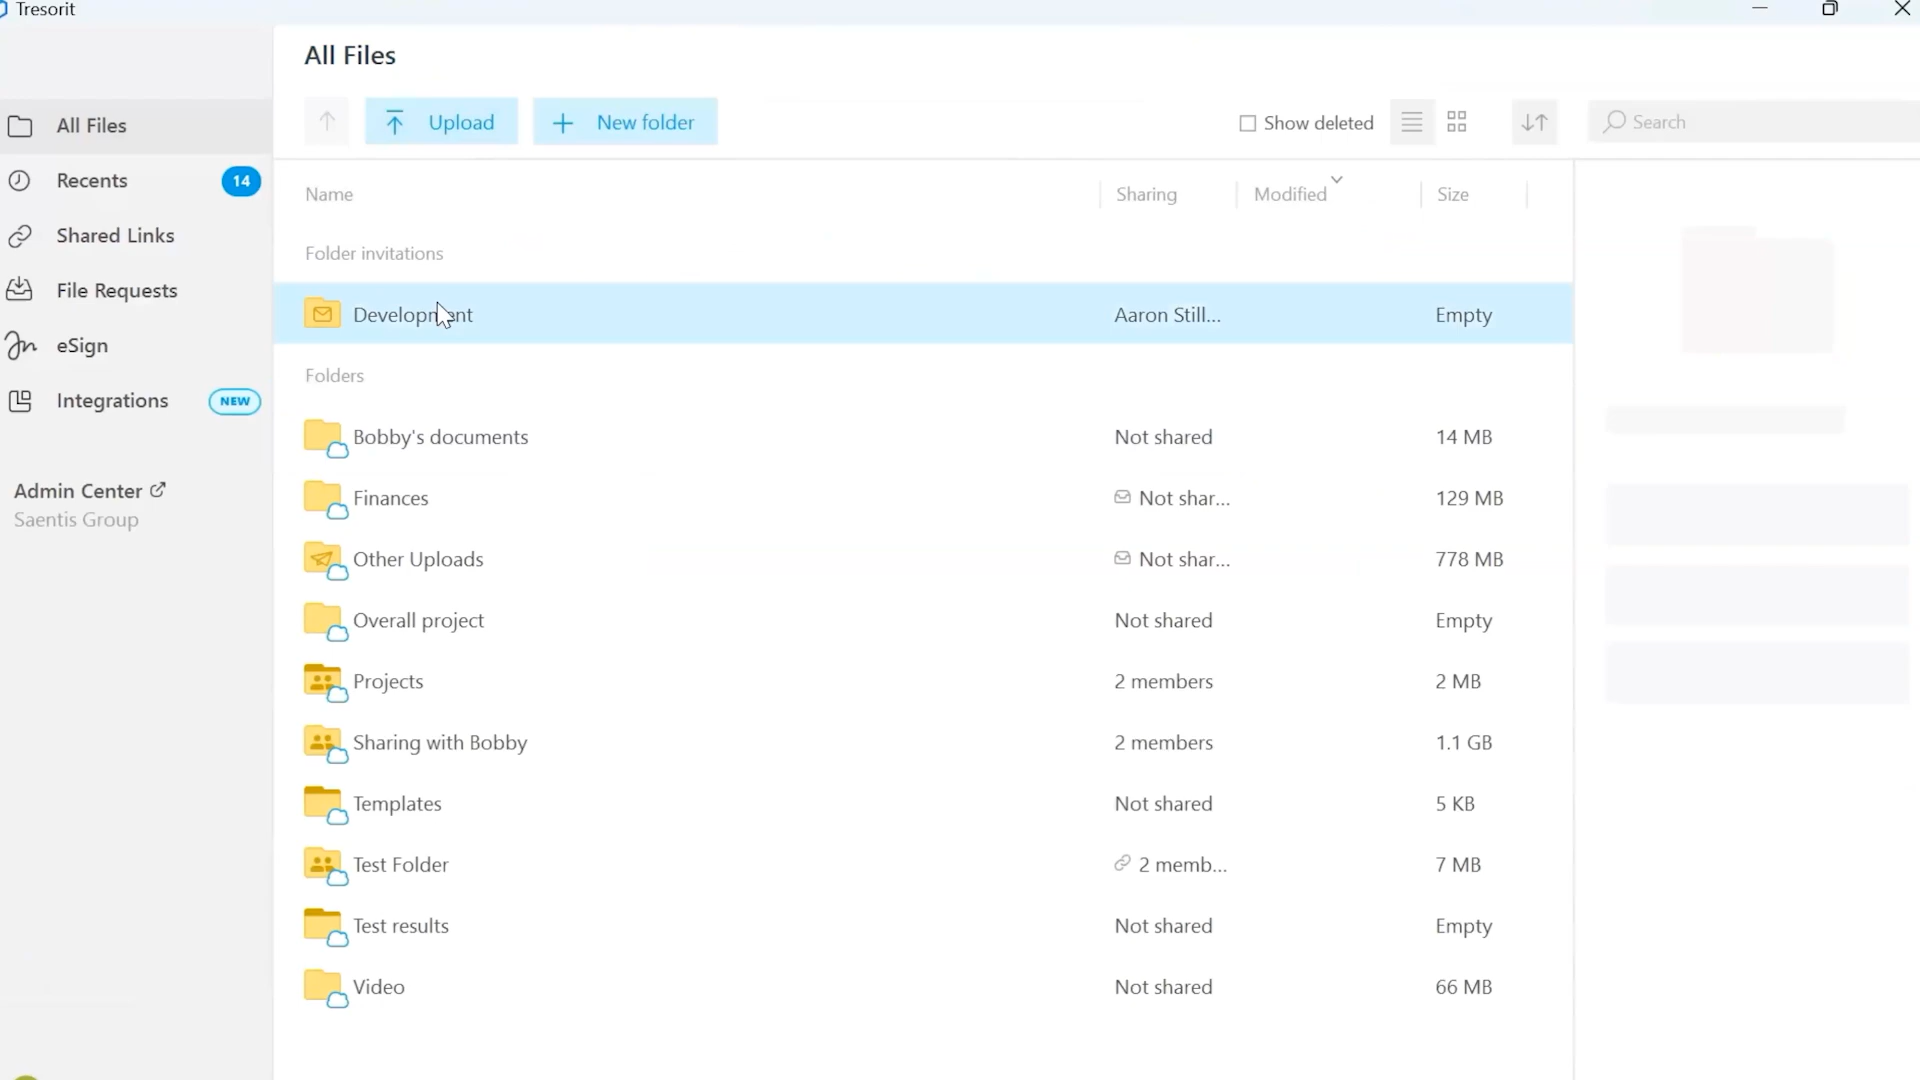 Tresorit
All Files
Upload
New folder
Show deleted
Search
All Files
Recents 14
Shared Links
File Requests
eSign
Integrations NEW
Admin Center
Saentis Group
Name Sharing Modified Size
Folder invitations
Development Aaron Still... Empty
Folders
Bobby's documents Not shared 14 MB
Finances Not shar... 129 MB
Other Uploads Not shar... 778 MB
Overall project Not shared Empty
Projects 2 members 2 MB
Sharing with Bobby 2 members 1.1 GB
Templates Not shared 5 KB
Test Folder 2 memb... 7 MB
Test results Not shared Empty
Video Not shared 66 MB